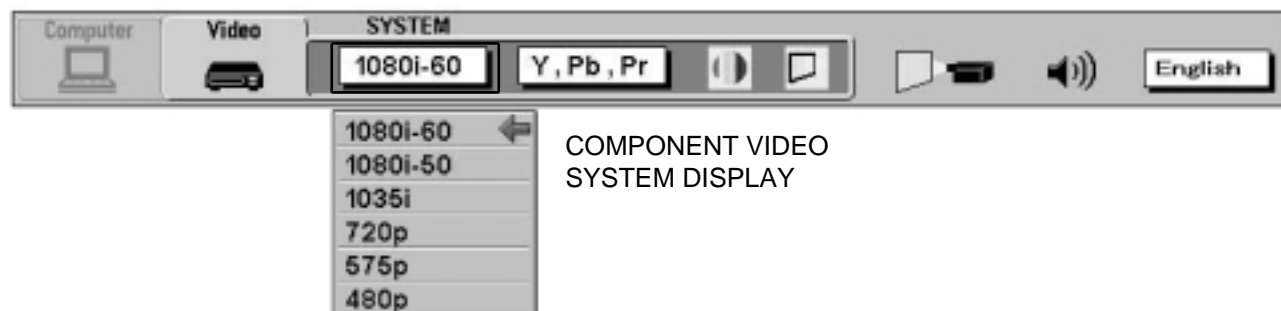 Computer
Video
SYSTEM
1080i-60
Y , Pb , Pr
English
1080i-60
1080i-50
1035i
720p
575p
480p
COMPONENT VIDEO
SYSTEM DISPLAY